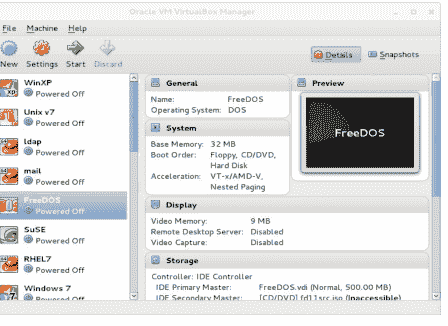 Oracle VM VirtualBox Manager
File Machine Help
New Settings Start Discard
Details Snapshots
WinXP
Powered Off
Unix v7
Powered Off
ldap
Powered Off
mail
Powered Off
FreeDOS
Powered Off
SuSE
Powered Off
RHEL7
Powered Off
Windows 7
Powered Off
General
Name: FreeDOS
Operating System: DOS
System
Base Memory: 32 MB
Boot Order: Floppy, CD/DVD,
Hard Disk
Acceleration: VT-x/AMD-V,
Nested Paging
Preview
FreeDOS
Display
Video Memory: 9 MB
Remote Desktop Server: Disabled
Video Capture: Disabled
Storage
Controller: IDE Controller
IDE Primary Master: FreeDOS.vdi (Normal, 500.00 MB)
IDE Secondary Master: [CD/DVD] fd11src.iso (Inaccessible)